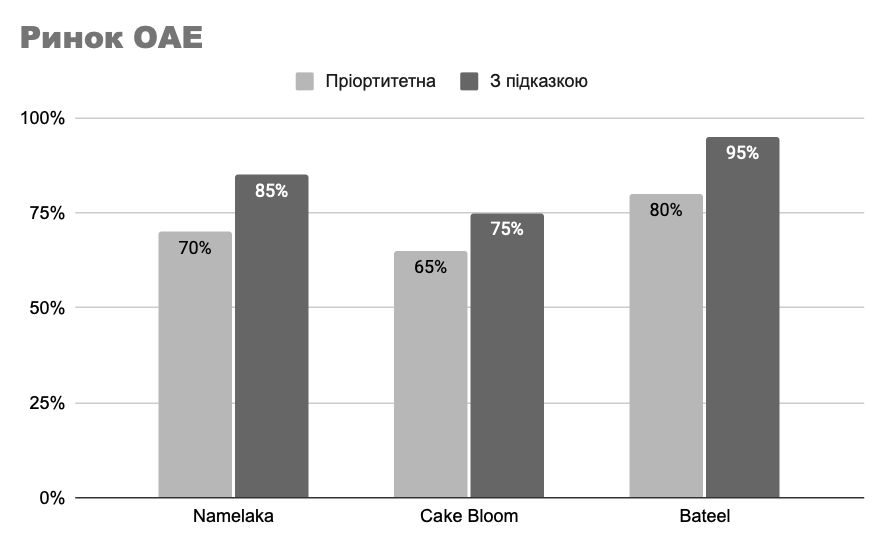 Ринок ОАЕ
Пріортитетна З підказкою
100%
75%
50%
25%
0%
70% 85% 65% 75% 80% 95%
Namelaka Cake Bloom Bateel